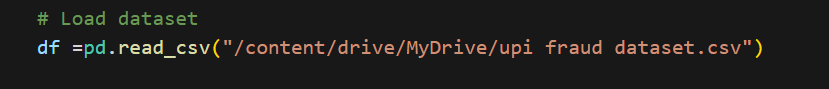 # Load dataset
df =pd.read_csv("/content/drive/MyDrive/upi fraud dataset.csv")